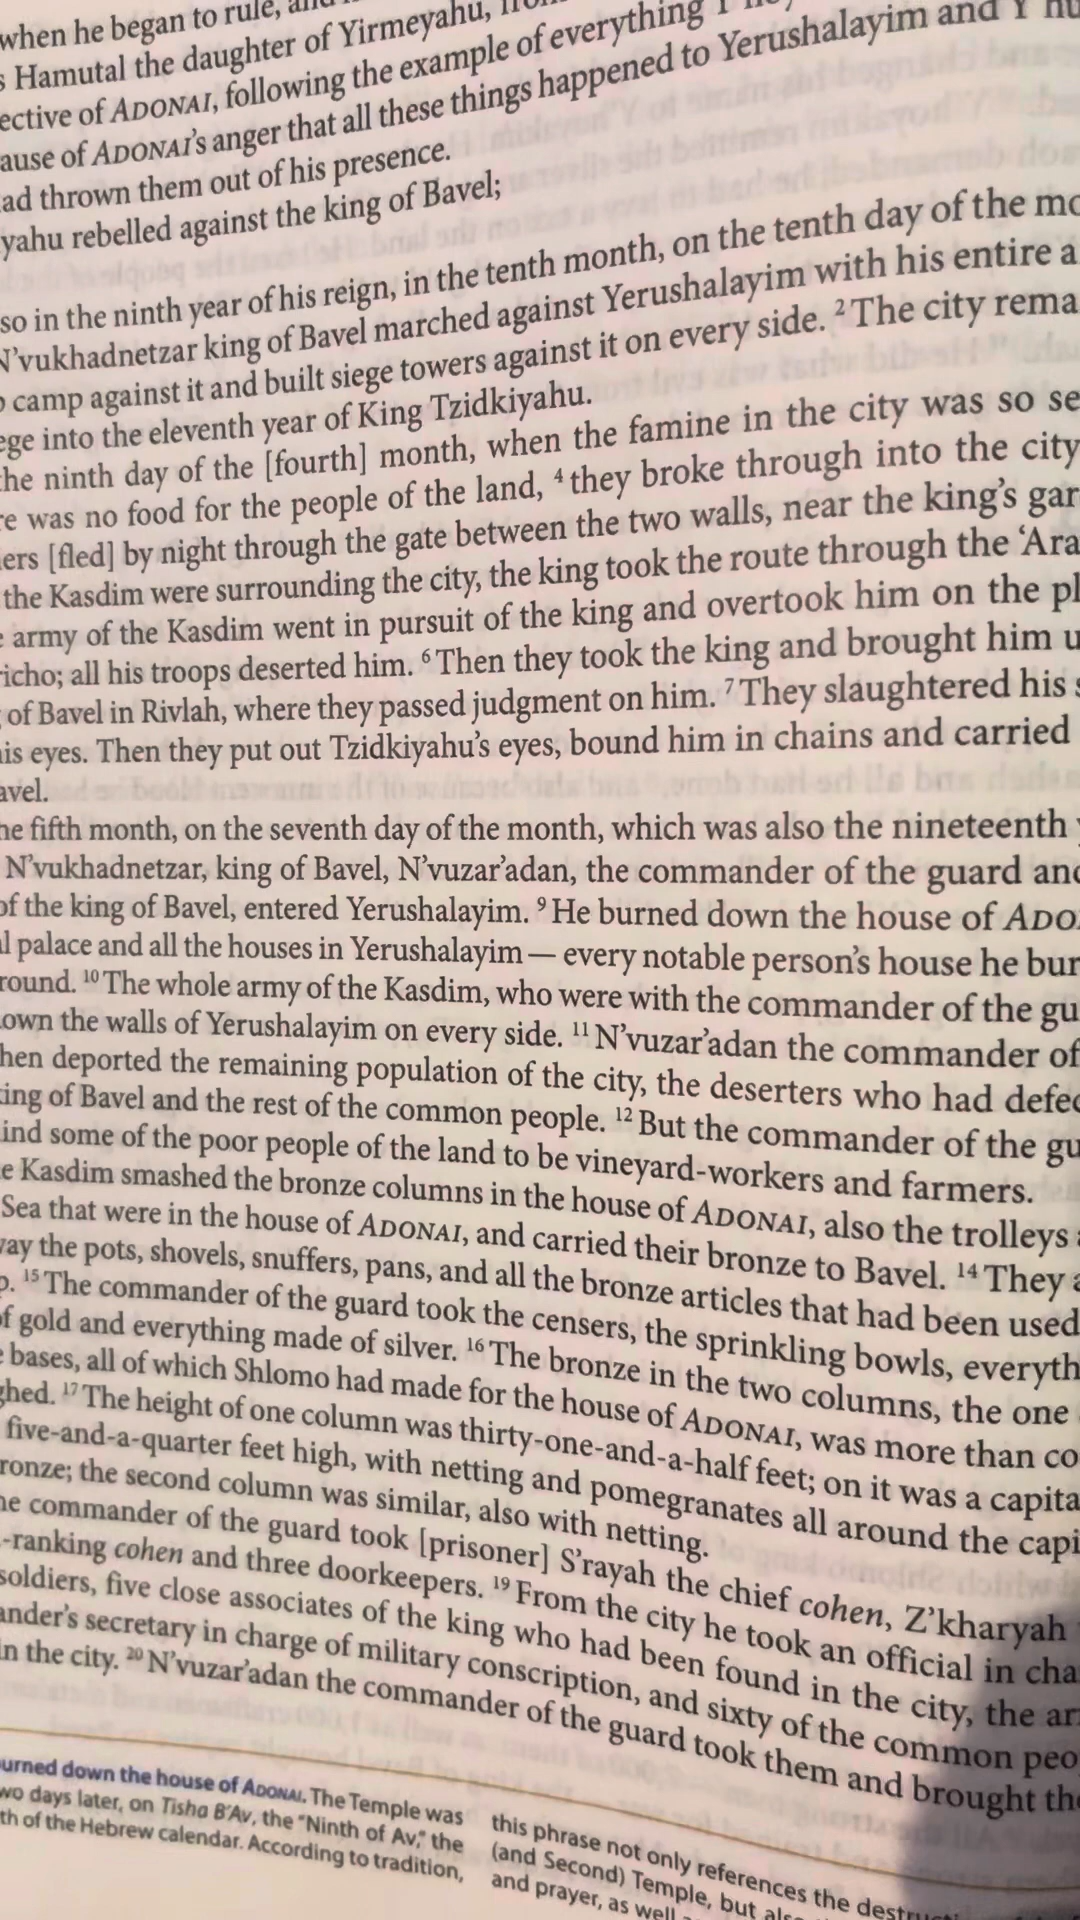 when he began to rule,
Hamutal the daughter of Yirmeyahu,
ective of ADONAI, following the example of everything
ause of ADONAI's anger that all these things happened to Yerushalayim and Y'hu
ad thrown them out of his presence.
yahu rebelled against the king of Bavel;
so in the ninth year of his reign, in the tenth month, on the tenth day of the mo
N'vukhadnetzar king of Bavel marched against Yerushalayim with his entire a
camp against it and built siege towers against it on every side. ²The city rema
ege into the eleventh year of King Tzidkiyahu.
he ninth day of the [fourth] month, when the famine in the city was so se
re was no food for the people of the land, ⁴they broke through into the city
ers [fled] by night through the gate between the two walls, near the king's gar
the Kasdim were surrounding the city, the king took the route through the ‘Ara
army of the Kasdim went in pursuit of the king and overtook him on the pl
icho; all his troops deserted him. ⁶Then they took the king and brought him u
of Bavel in Rivlah, where they passed judgment on him. ⁷They slaughtered his s
his eyes. Then they put out Tzidkiyahu's eyes, bound him in chains and carried
avel.
he fifth month, on the seventh day of the month, which was also the nineteenth
N'vukhadnetzar, king of Bavel, N'vuzar'adan, the commander of the guard and
of the king of Bavel, entered Yerushalayim. ⁹He burned down the house of ADO
l palace and all the houses in Yerushalayim — every notable person's house he bur
round. ¹⁰The whole army of the Kasdim, who were with the commander of the gu
own the walls of Yerushalayim on every side. ¹¹N'vuzar'adan the commander of
hen deported the remaining population of the city, the deserters who had defec
ing of Bavel and the rest of the common people. ¹²But the commander of the gu
ind some of the poor people of the land to be vineyard-workers and farmers.
e Kasdim smashed the bronze columns in the house of ADONAI, also the trolleys
Sea that were in the house of ADONAI, and carried their bronze to Bavel. ¹⁴They a
ay the pots, shovels, snuffers, pans, and all the bronze articles that had been used
p. ¹⁵The commander of the guard took the censers, the sprinkling bowls, everyth
of gold and everything made of silver. ¹⁶The bronze in the two columns, the one
bases, all of which Shlomo had made for the house of ADONAI, was more than co
ghed. ¹⁷The height of one column was thirty-one-and-a-half feet; on it was a capita
five-and-a-quarter feet high, with netting and pomegranates all around the capi
ronze; the second column was similar, also with netting.
he commander of the guard took [prisoner] S'rayah the chief cohen, Z'kharyah
-ranking cohen and three doorkeepers. ¹⁹From the city he took an official in cha
soldiers, five close associates of the king who had been found in the city, the ar
ander's secretary in charge of military conscription, and sixty of the common peo
in the city. ²⁰N'vuzar'adan the commander of the guard took them and brought the
urned down the house of ADONAI. The Temple was
wo days later, on Tisha B'Av, the "Ninth of Av," the
th of the Hebrew calendar. According to tradition,
this phrase not only references the destruc
(and Second) Temple, but also
and prayer, as well